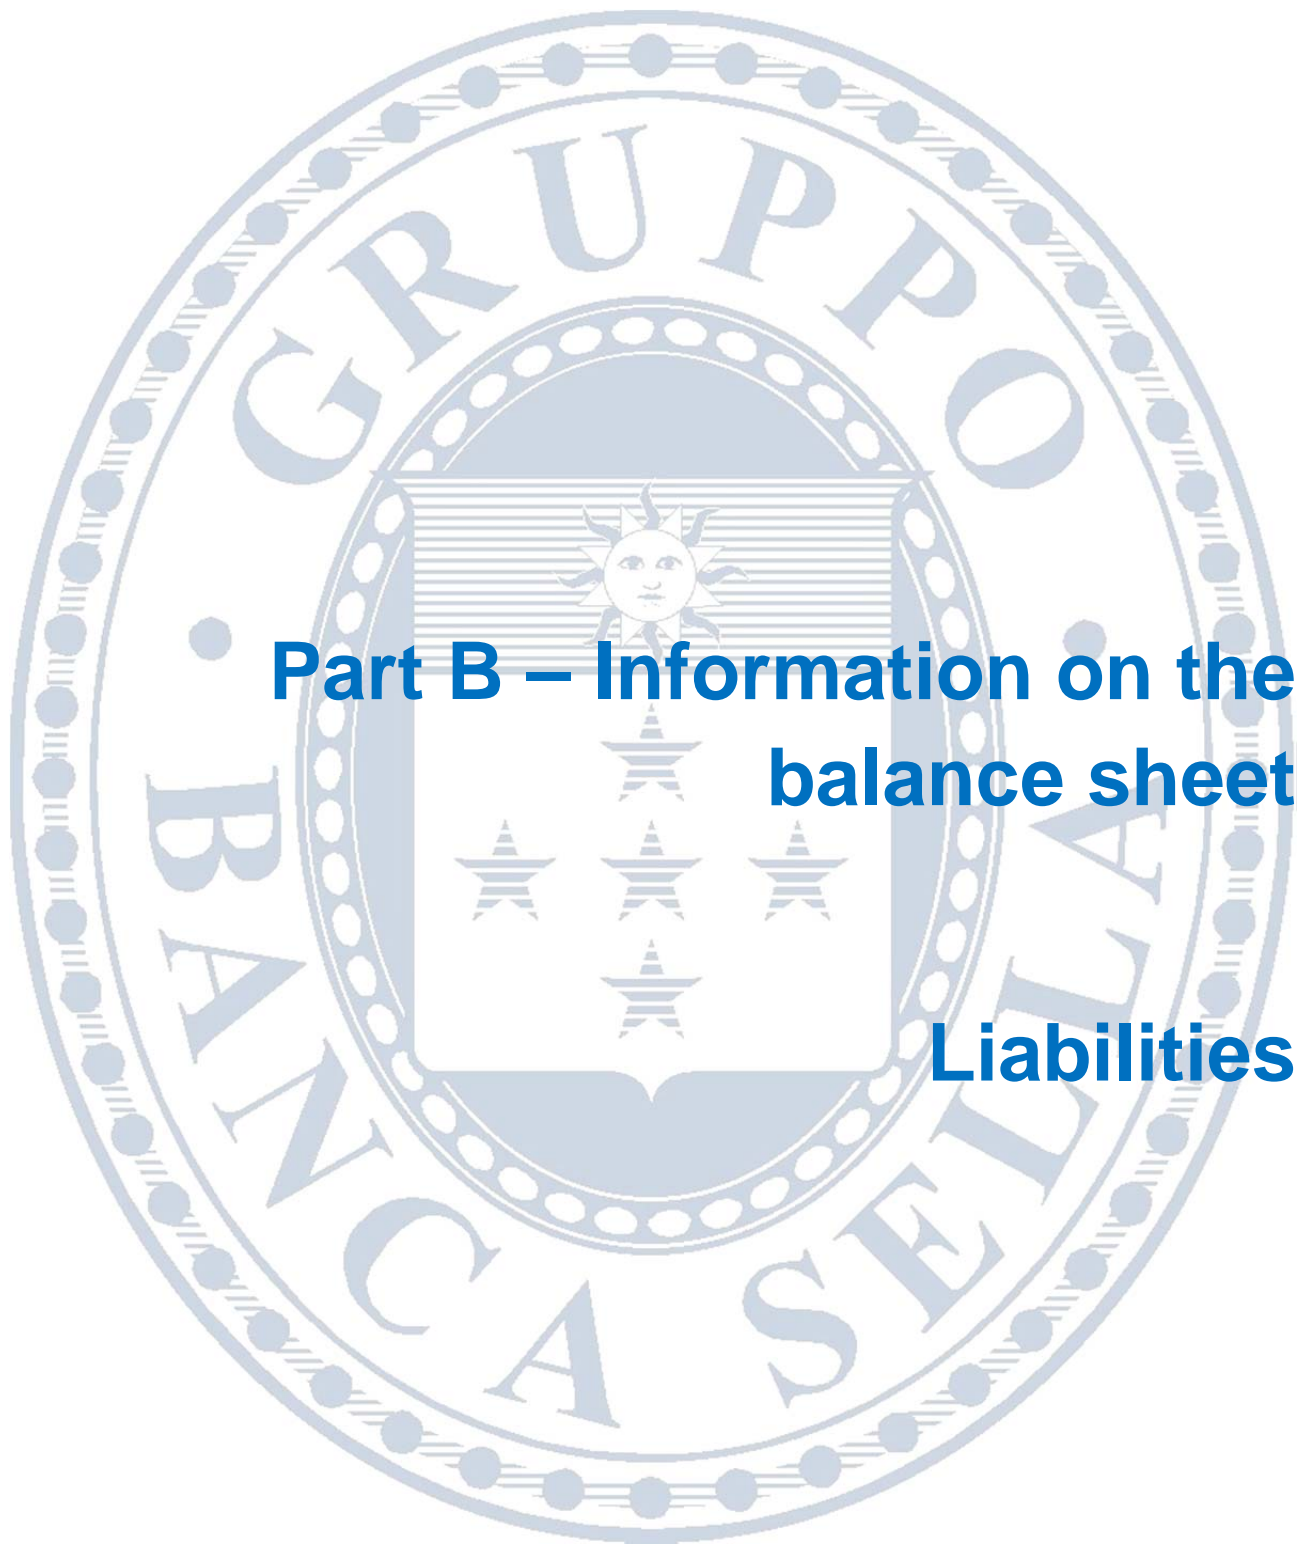 GRUPPO
Part B – Information on the
balance sheet
Liabilities
BANCA SELLA